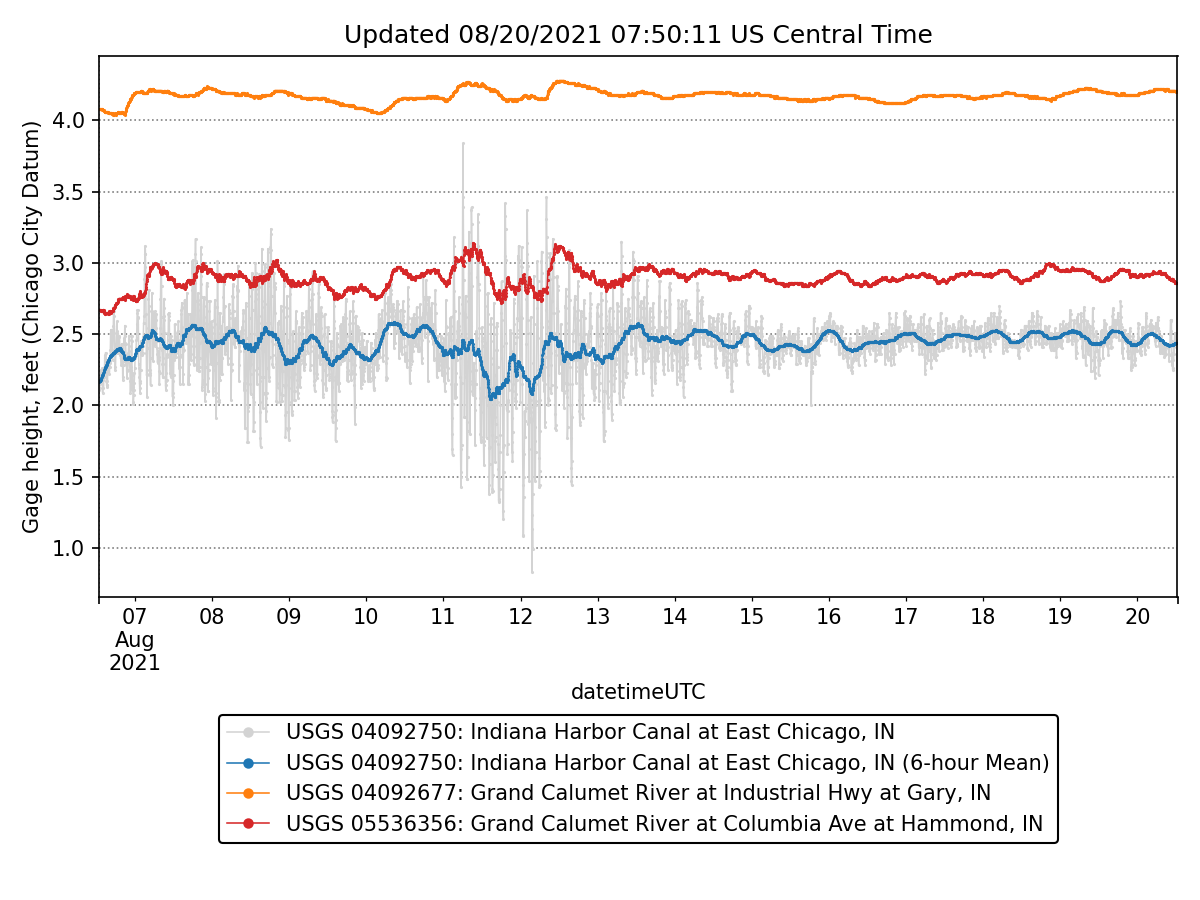 Updated 08/20/2021 07:50:11 US Central Time
Gage height, feet (Chicago City Datum)
4.0
3.5
3.0
2.5
2.0
1.5
1.0
07 08 09 10 11 12 13 14 15 16 17 18 19 20
Aug
2021
datetimeUTC
USGS 04092750: Indiana Harbor Canal at East Chicago, IN
USGS 04092750: Indiana Harbor Canal at East Chicago, IN (6-hour Mean)
USGS 04092677: Grand Calumet River at Industrial Hwy at Gary, IN
USGS 05536356: Grand Calumet River at Columbia Ave at Hammond, IN